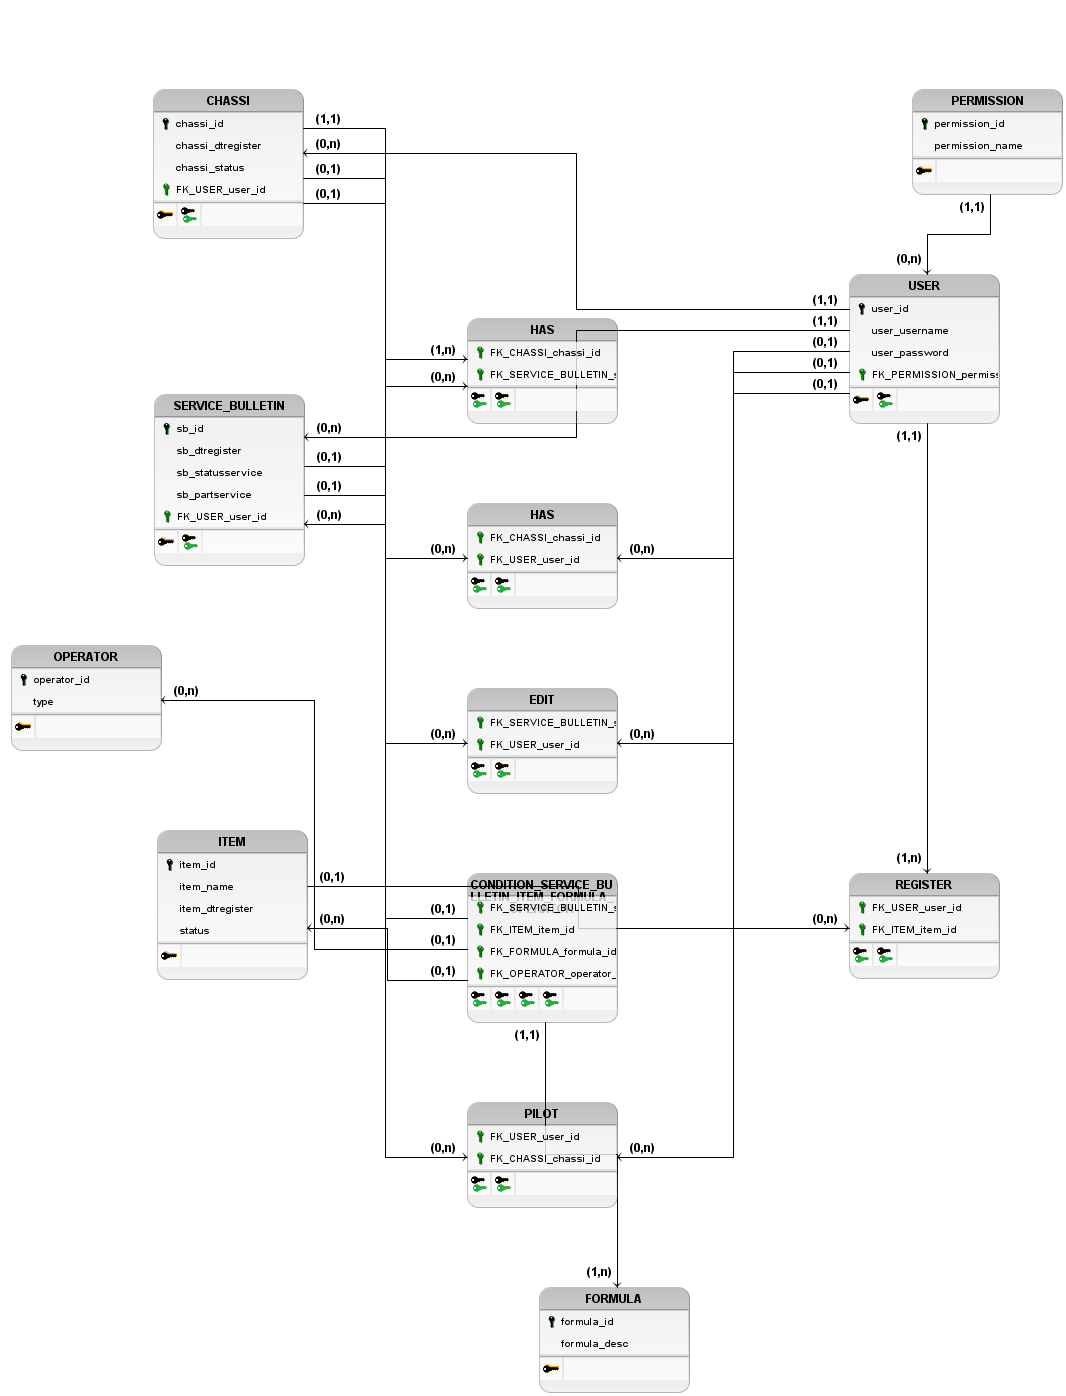 CHASSI
chassi_id
chassi_dtregister
chassi_status
FK_USER_user_id
(1,1)
(0,n)
(0,1)
(0,1)
PERMISSION
permission_id
permission_name
(1,1)
(0,n)
USER
user_id
user_username
user_password
FK_PERMISSION_permiss
(1,1)
(1,1)
(0,1)
(0,1)
(0,1)
(1,1)
HAS
FK_CHASSI_chassi_id
FK_SERVICE_BULLETIN_s
(1,n)
(0,n)
SERVICE_BULLETIN
sb_id
sb_dtregister
sb_statusservice
sb_partservice
FK_USER_user_id
(0,n)
(0,1)
(0,1)
(0,n)
HAS
FK_CHASSI_chassi_id
FK_USER_user_id
(0,n)
(0,n)
OPERATOR
operator_id
type
(0,n)
EDIT
FK_SERVICE_BULLETIN_s
FK_USER_user_id
(0,n)
(0,n)
ITEM
item_id
item_name
item_dtregister
status
(0,1)
(0,n)
CONDITION_SERVICE_BU
LLETIN_ITEM_FORMULA_
FK_SERVICE_BULLETIN_s
FK_ITEM_item_id
FK_FORMULA_formula_id
FK_OPERATOR_operator_
(0,1)
(0,1)
(0,1)
(1,1)
(1,n)
REGISTER
FK_USER_user_id
FK_ITEM_item_id
(0,n)
PILOT
FK_USER_user_id
FK_CHASSI_chassi_id
(0,n)
(0,n)
(1,n)
FORMULA
formula_id
formula_desc